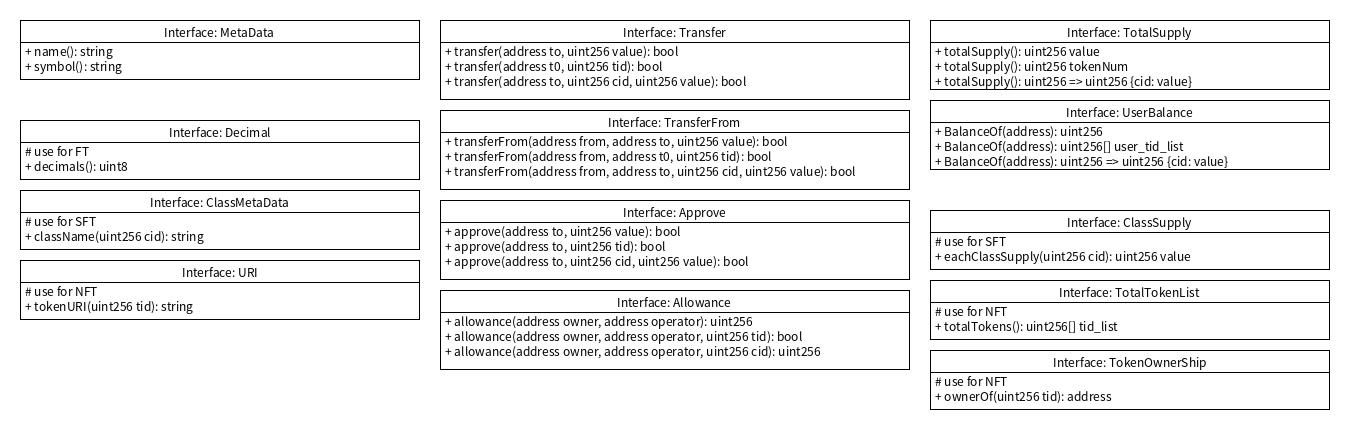 Interface: MetaData
+ name(): string
+ symbol(): string
Interface: Decimal
# use for FT
+ decimals(): uint8
Interface: ClassMetaData
# use for SFT
+ className(uint256 cid): string
Interface: URI
# use for NFT
+ tokenURI(uint256 tid): string
Interface: Transfer
+ transfer(address to, uint256 value): bool
+ transfer(address t0, uint256 tid): bool
+ transfer(address to, uint256 cid, uint256 value): bool
Interface: TransferFrom
+ transferFrom(address from, address to, uint256 value): bool
+ transferFrom(address from, address t0, uint256 tid): bool
+ transferFrom(address from, address to, uint256 cid, uint256 value): bool
Interface: Approve
+ approve(address to, uint256 value): bool
+ approve(address to, uint256 tid): bool
+ approve(address to, uint256 cid, uint256 value): bool
Interface: Allowance
+ allowance(address owner, address operator): uint256
+ allowance(address owner, address operator, uint256 tid): bool
+ allowance(address owner, address operator, uint256 cid): uint256
Interface: TotalSupply
+ totalSupply(): uint256 value
+ totalSupply(): uint256 tokenNum
+ totalSupply(): uint256 => uint256 {cid: value}
Interface: UserBalance
+ BalanceOf(address): uint256
+ BalanceOf(address): uint256[] user_tid_list
+ BalanceOf(address): uint256 => uint256 {cid: value}
Interface: ClassSupply
# use for SFT
+ eachClassSupply(uint256 cid): uint256 value
Interface: TotalTokenList
# use for NFT
+ totalTokens(): uint256[] tid_list
Interface: TokenOwnerShip
# use for NFT
+ ownerOf(uint256 tid): address